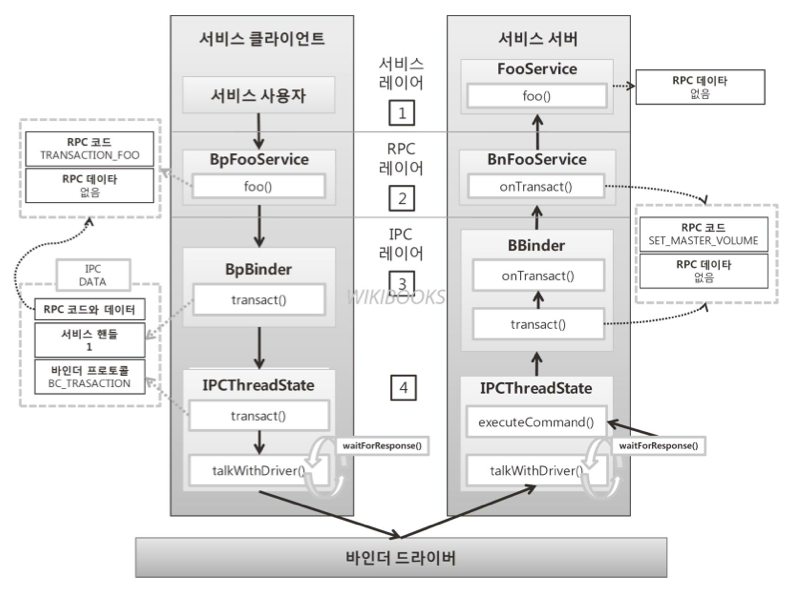 서비스 클라이언트
서비스 사용자
BpFooService
foo()
BpBinder
transact()
IPCThreadState
transact()
talkWithDriver()
waitForResponse()
RPC 코드
TRANSACTION_FOO
RPC 데이타
없음
IPC
DATA
RPC 코드와 데이터
서비스 핸들
1
바인더 프로토콜
BC_TRASACTION
서비스
레이어
1
RPC
레이어
2
IPC
레이어
3
WIKIBOOKS
4
서비스 서버
FooService
foo()
BnFooService
onTransact()
BBinder
onTransact()
transact()
IPCThreadState
executeCommand()
talkWithDriver()
waitForResponse()
RPC 데이타
없음
RPC 코드
SET_MASTER_VOLUME
RPC 데이타
없음
바인더 드라이버